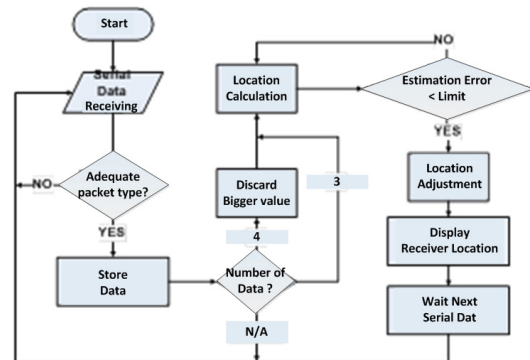 Start
Serial
Data
Receiving
Adequate
packet type?
NO
YES
Store
Data
Number of
Data ?
4
3
N/A
Discard
Bigger value
Location
Calculation
NO
Estimation Error
< Limit
YES
Location
Adjustment
Display
Receiver Location
Wait Next
Serial Dat